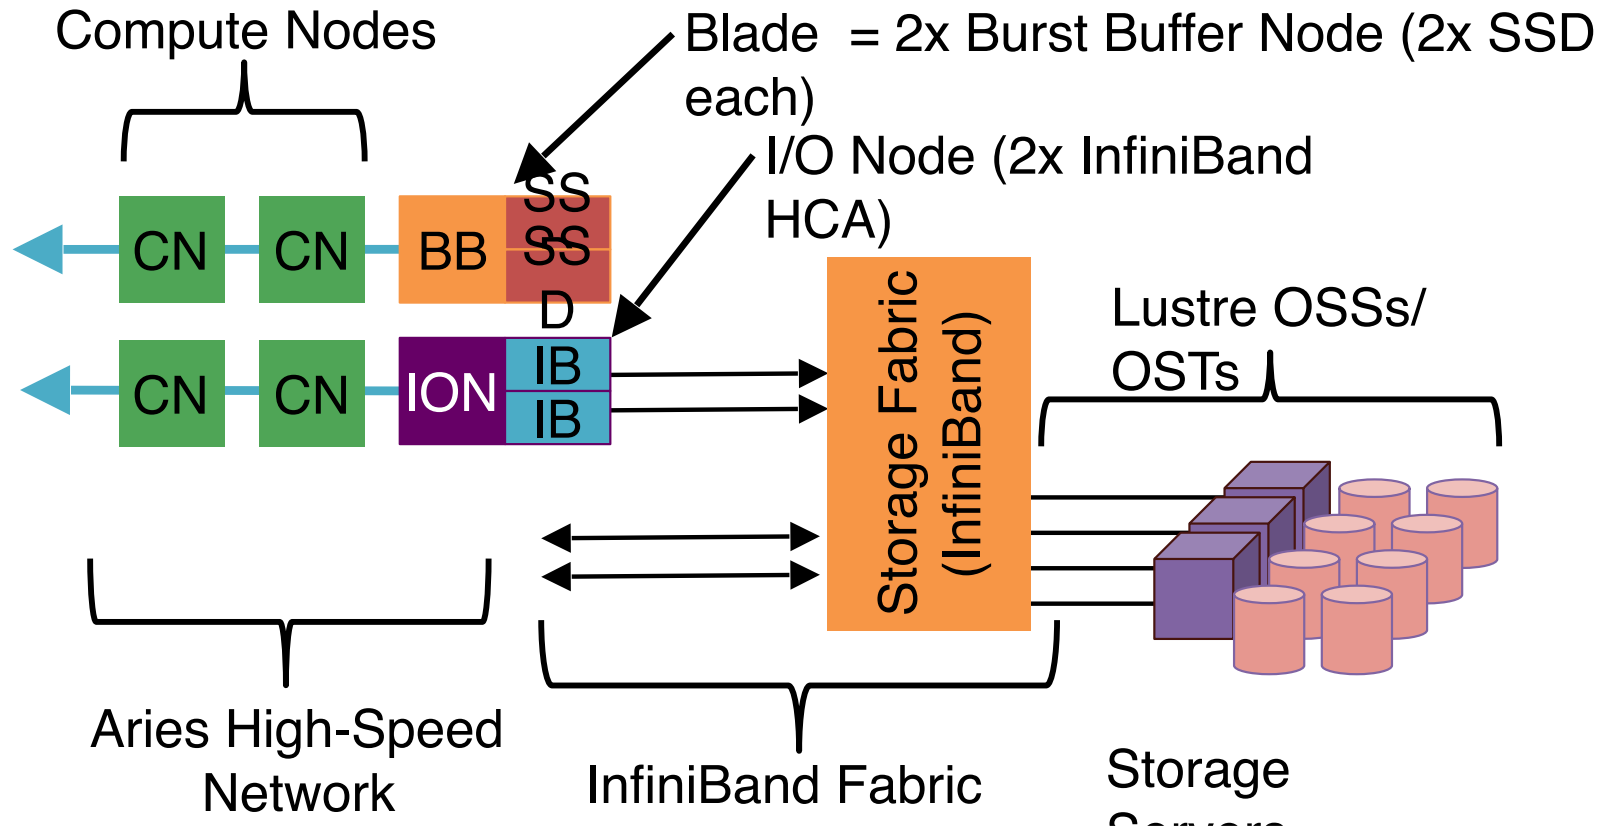 Compute Nodes
Blade = 2x Burst Buffer Node (2x SSD
each)
I/O Node (2x InfiniBand
HCA)
CN
CN
BB
SS
SS
D
CN
CN
ION
IB
IB
Storage Fabric
(InfiniBand)
Lustre OSSs/
OSTs
Aries High-Speed
Network
InfiniBand Fabric
Storage
Servers